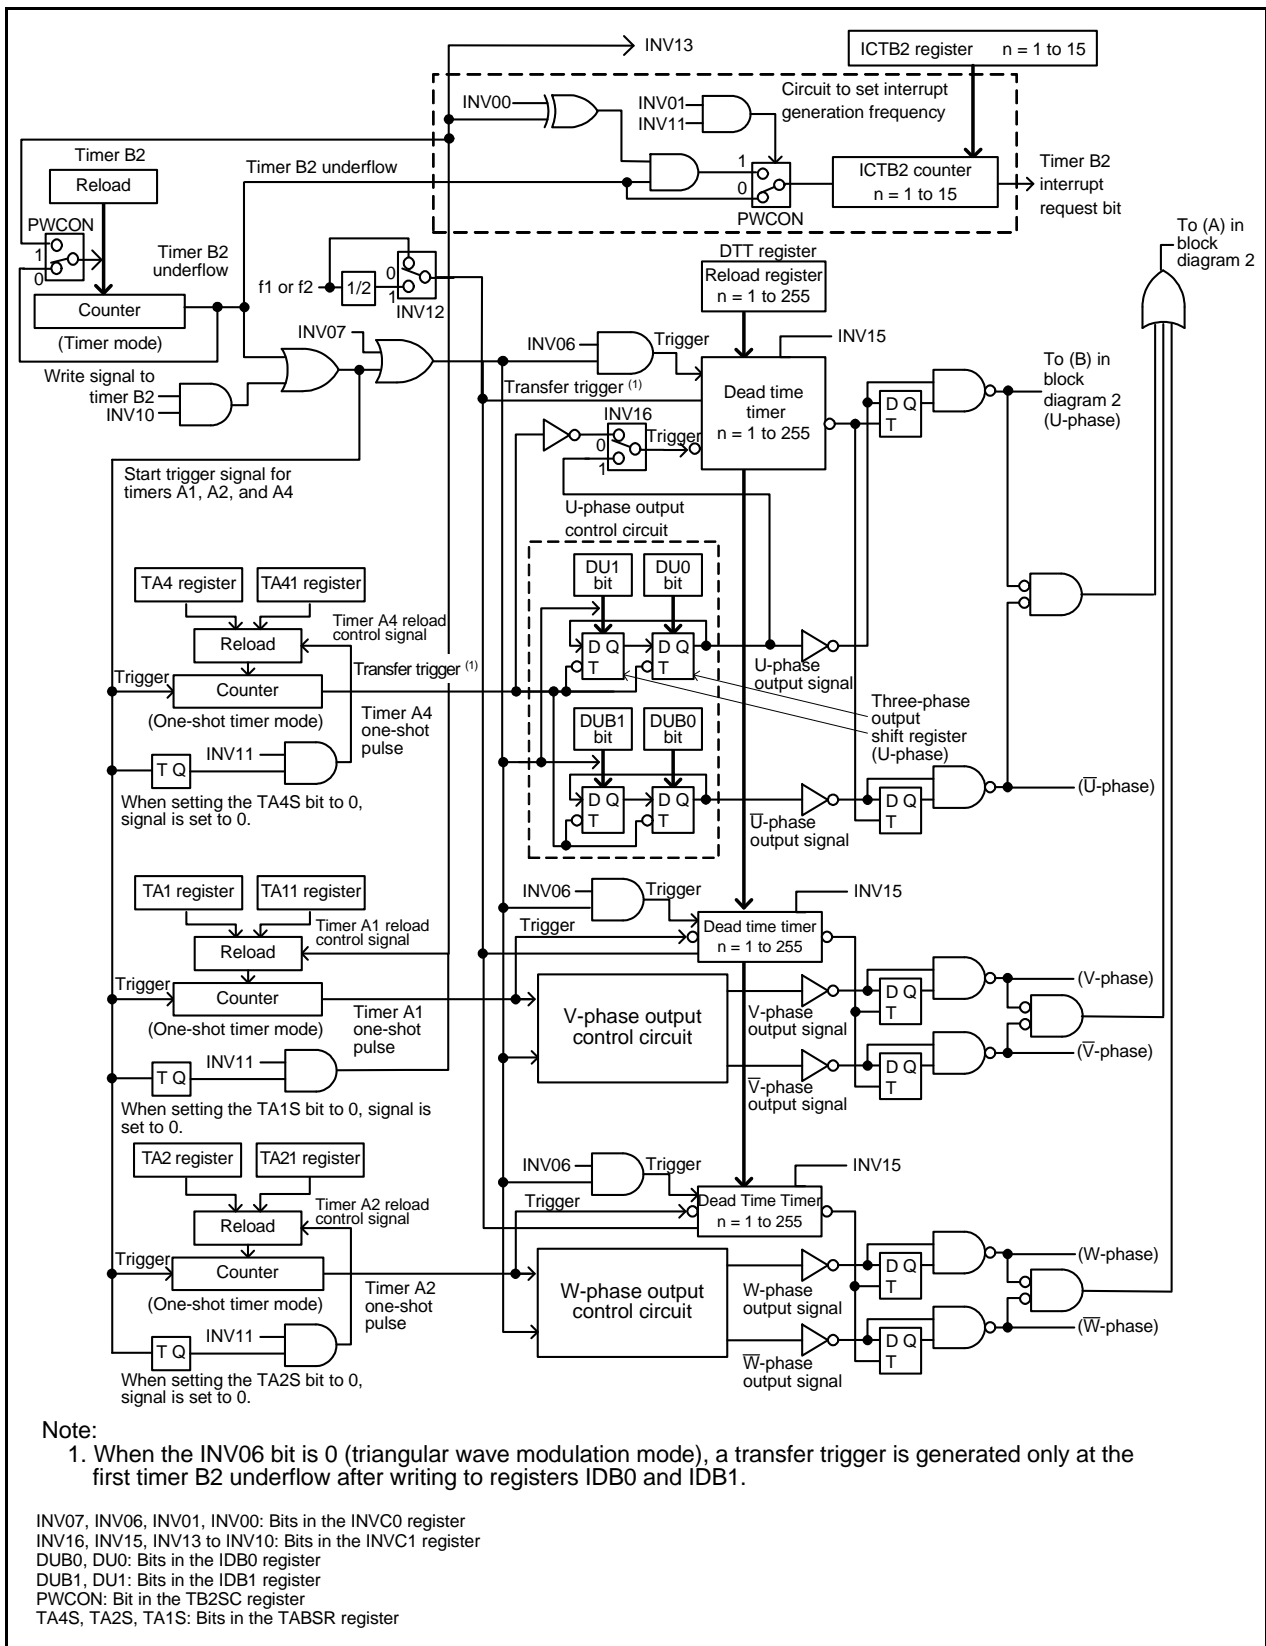 INV13
ICTB2 register n = 1 to 15
Circuit to set interrupt
generation frequency
INV00
INV01
INV11
Timer B2
Reload
Timer B2 underflow
1
0
PWCON
ICTB2 counter
n = 1 to 15
Timer B2
interrupt
request bit
PWCON
1
0
Timer B2
underflow
Counter
(Timer mode)
f1 or f2
1/2
0
1
INV12
DTT register
Reload register
n = 1 to 255
To (A) in
block
diagram 2
INV07
INV06
Trigger
INV15
Write signal to
timer B2
INV10
Transfer trigger (1)
Dead time
timer
n = 1 to 255
INV16
0
1
Trigger
D Q
T
To (B) in
block
diagram 2
(U-phase)
Start trigger signal for
timers A1, A2, and A4
U-phase output
control circuit
DU1
bit
DU0
bit
TA4 register
TA41 register
Timer A4 reload
control signal
Reload
Transfer trigger (1)
D Q
T
D Q
T
U-phase
output signal
Trigger
Counter
(One-shot timer mode)
Timer A4
one-shot
pulse
Three-phase
output
shift register
(U-phase)
DUB1
bit
DUB0
bit
INV11
T Q
When setting the TA4S bit to 0,
signal is set to 0.
D Q
T
D Q
T
U̅-phase
output signal
D Q
T
(U̅-phase)
TA1 register
TA11 register
INV06
Trigger
INV15
Timer A1 reload
control signal
Reload
Trigger
Dead time timer
n = 1 to 255
Trigger
Counter
(One-shot timer mode)
Timer A1
one-shot
pulse
V-phase output
control circuit
V-phase
output signal
D Q
T
(V-phase)
INV11
T Q
When setting the TA1S bit to 0, signal is
set to 0.
V̅-phase
output signal
D Q
T
(V̅-phase)
TA2 register
TA21 register
INV06
Trigger
INV15
Timer A2 reload
control signal
Reload
Trigger
Dead Time Timer
n = 1 to 255
Trigger
Counter
(One-shot timer mode)
Timer A2
one-shot
pulse
W-phase output
control circuit
W-phase
output signal
D Q
T
(W-phase)
INV11
T Q
When setting the TA2S bit to 0,
signal is set to 0.
W̅-phase
output signal
D Q
T
(W̅-phase)
Note:
1. When the INV06 bit is 0 (triangular wave modulation mode), a transfer trigger is generated only at the
first timer B2 underflow after writing to registers IDB0 and IDB1.
INV07, INV06, INV01, INV00: Bits in the INVC0 register
INV16, INV15, INV13 to INV10: Bits in the INVC1 register
DUB0, DU0: Bits in the IDB0 register
DUB1, DU1: Bits in the IDB1 register
PWCON: Bit in the TB2SC register
TA4S, TA2S, TA1S: Bits in the TABSR register